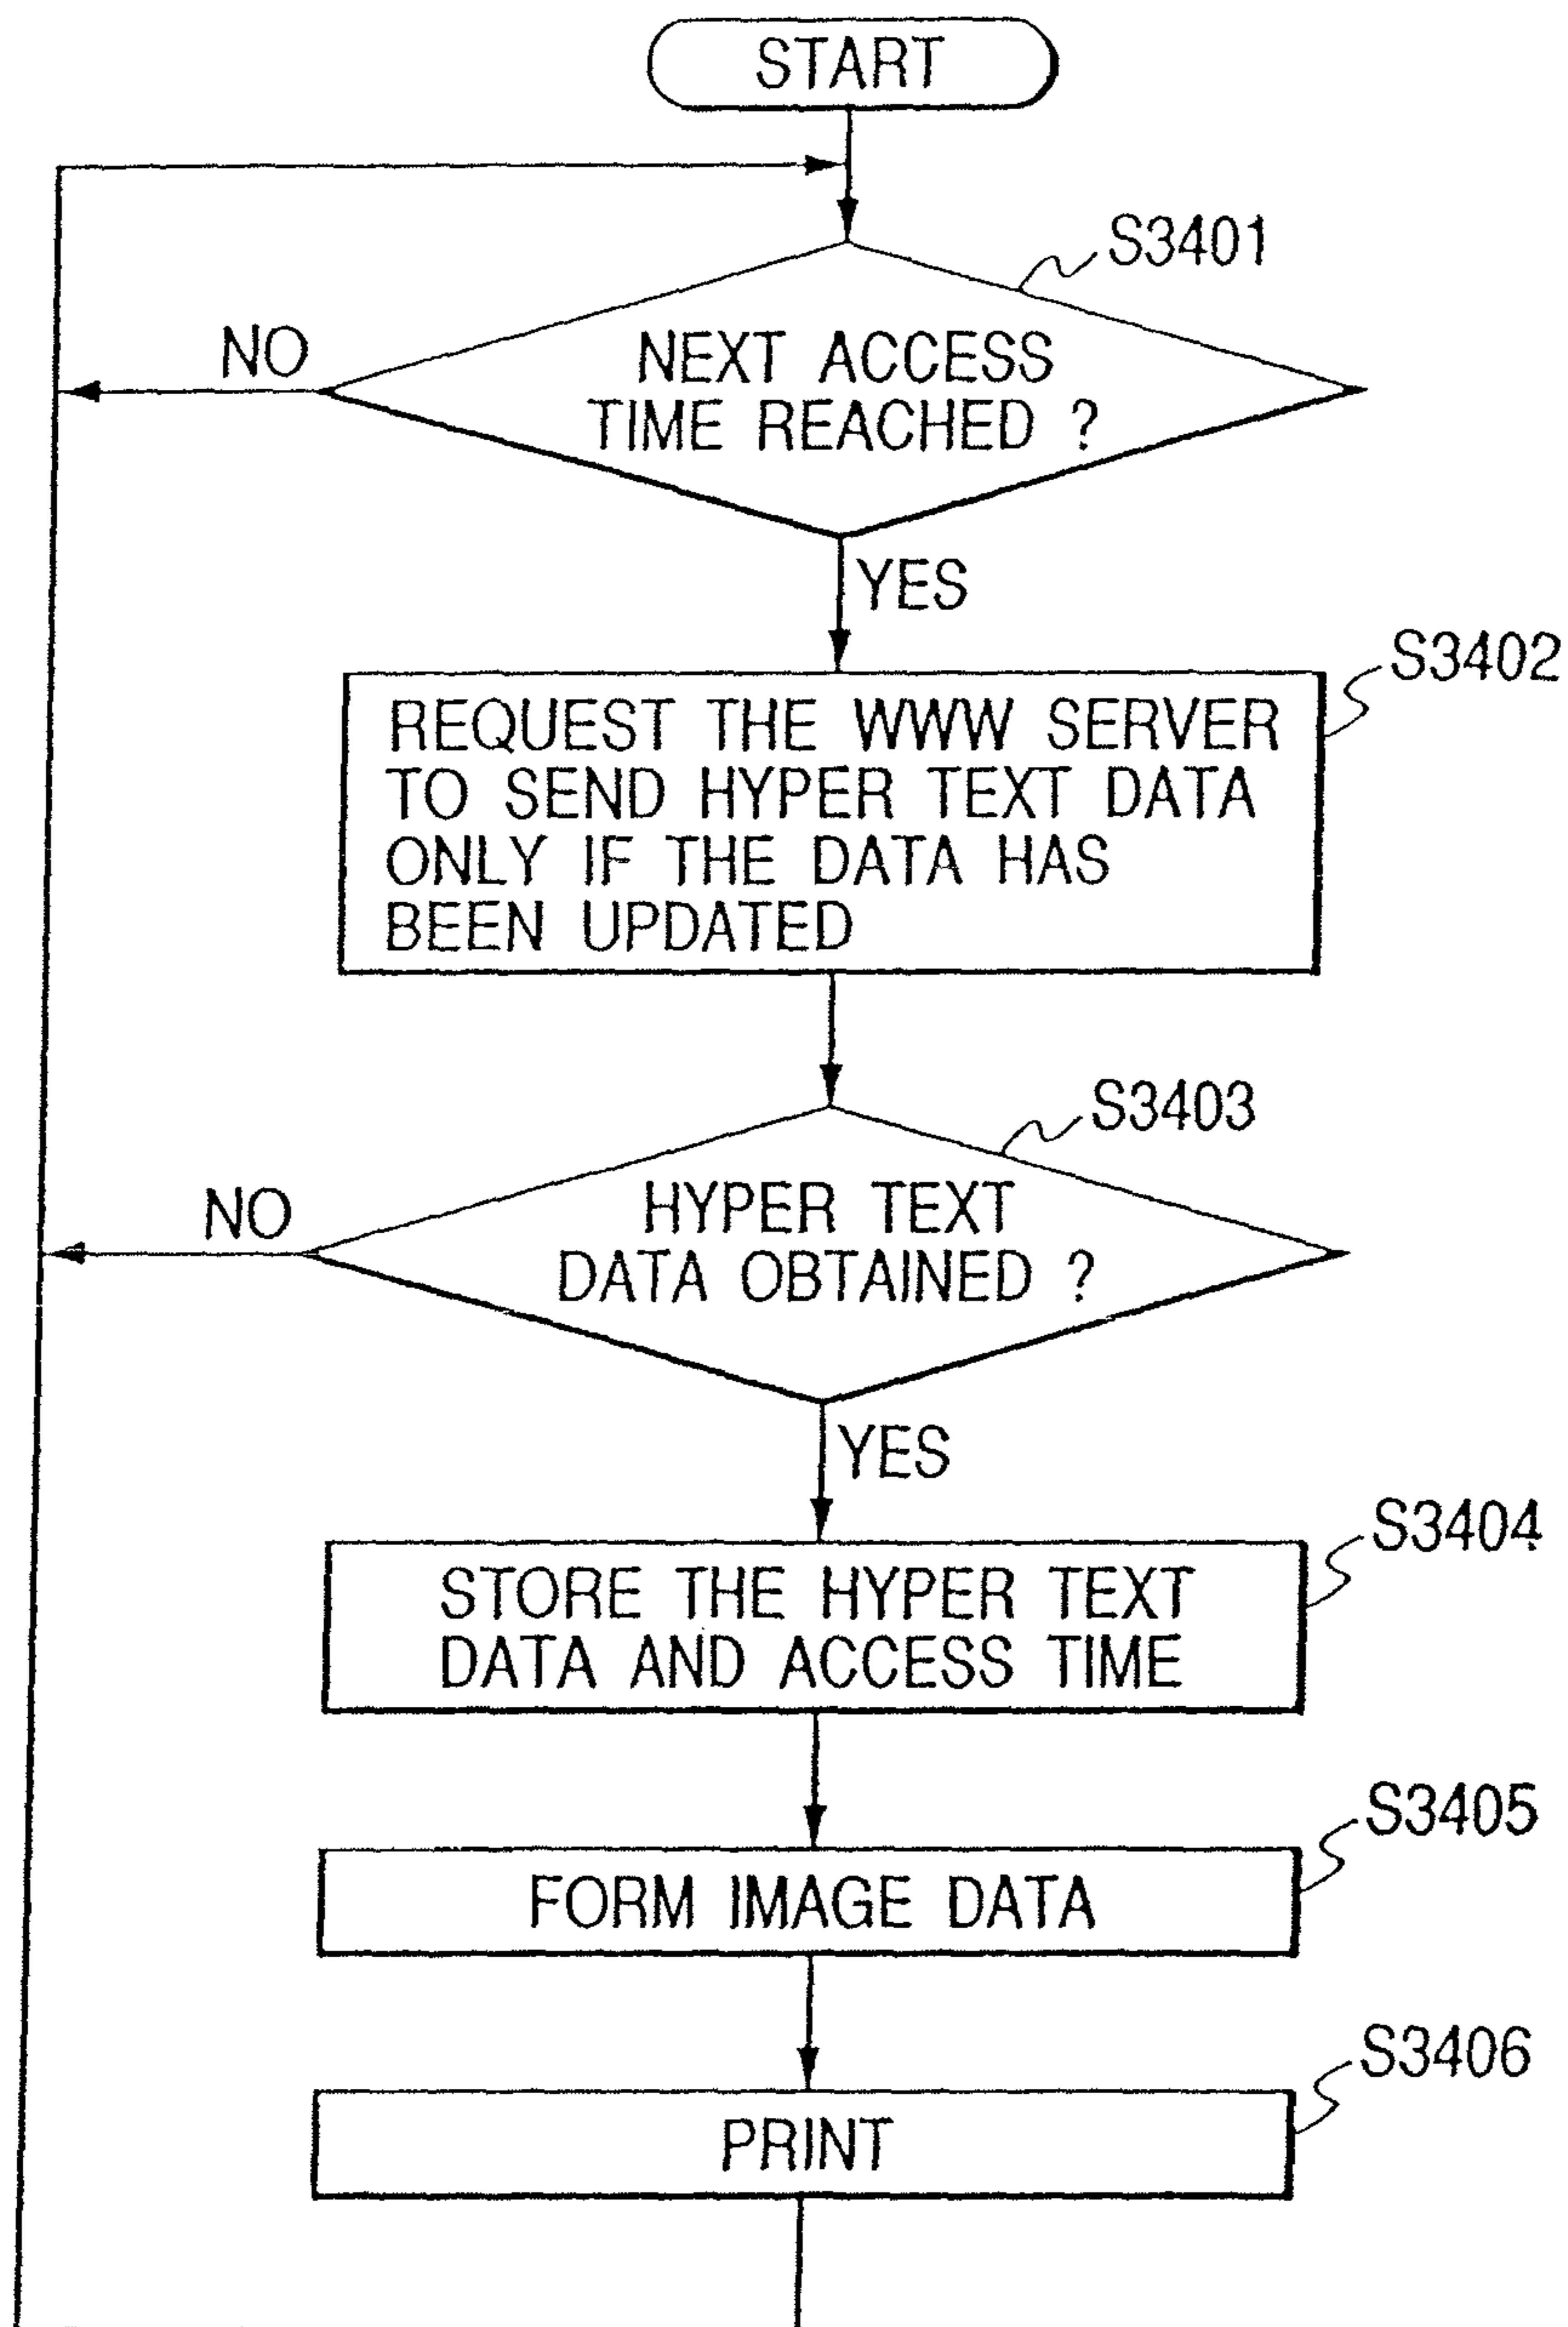 START
S3401
NEXT ACCESS
TIME REACHED ?
NO
YES
S3402
REQUEST THE WWW SERVER
TO SEND HYPER TEXT DATA
ONLY IF THE DATA HAS
BEEN UPDATED
S3403
HYPER TEXT
DATA OBTAINED ?
NO
YES
S3404
STORE THE HYPER TEXT
DATA AND ACCESS TIME
S3405
FORM IMAGE DATA
S3406
PRINT